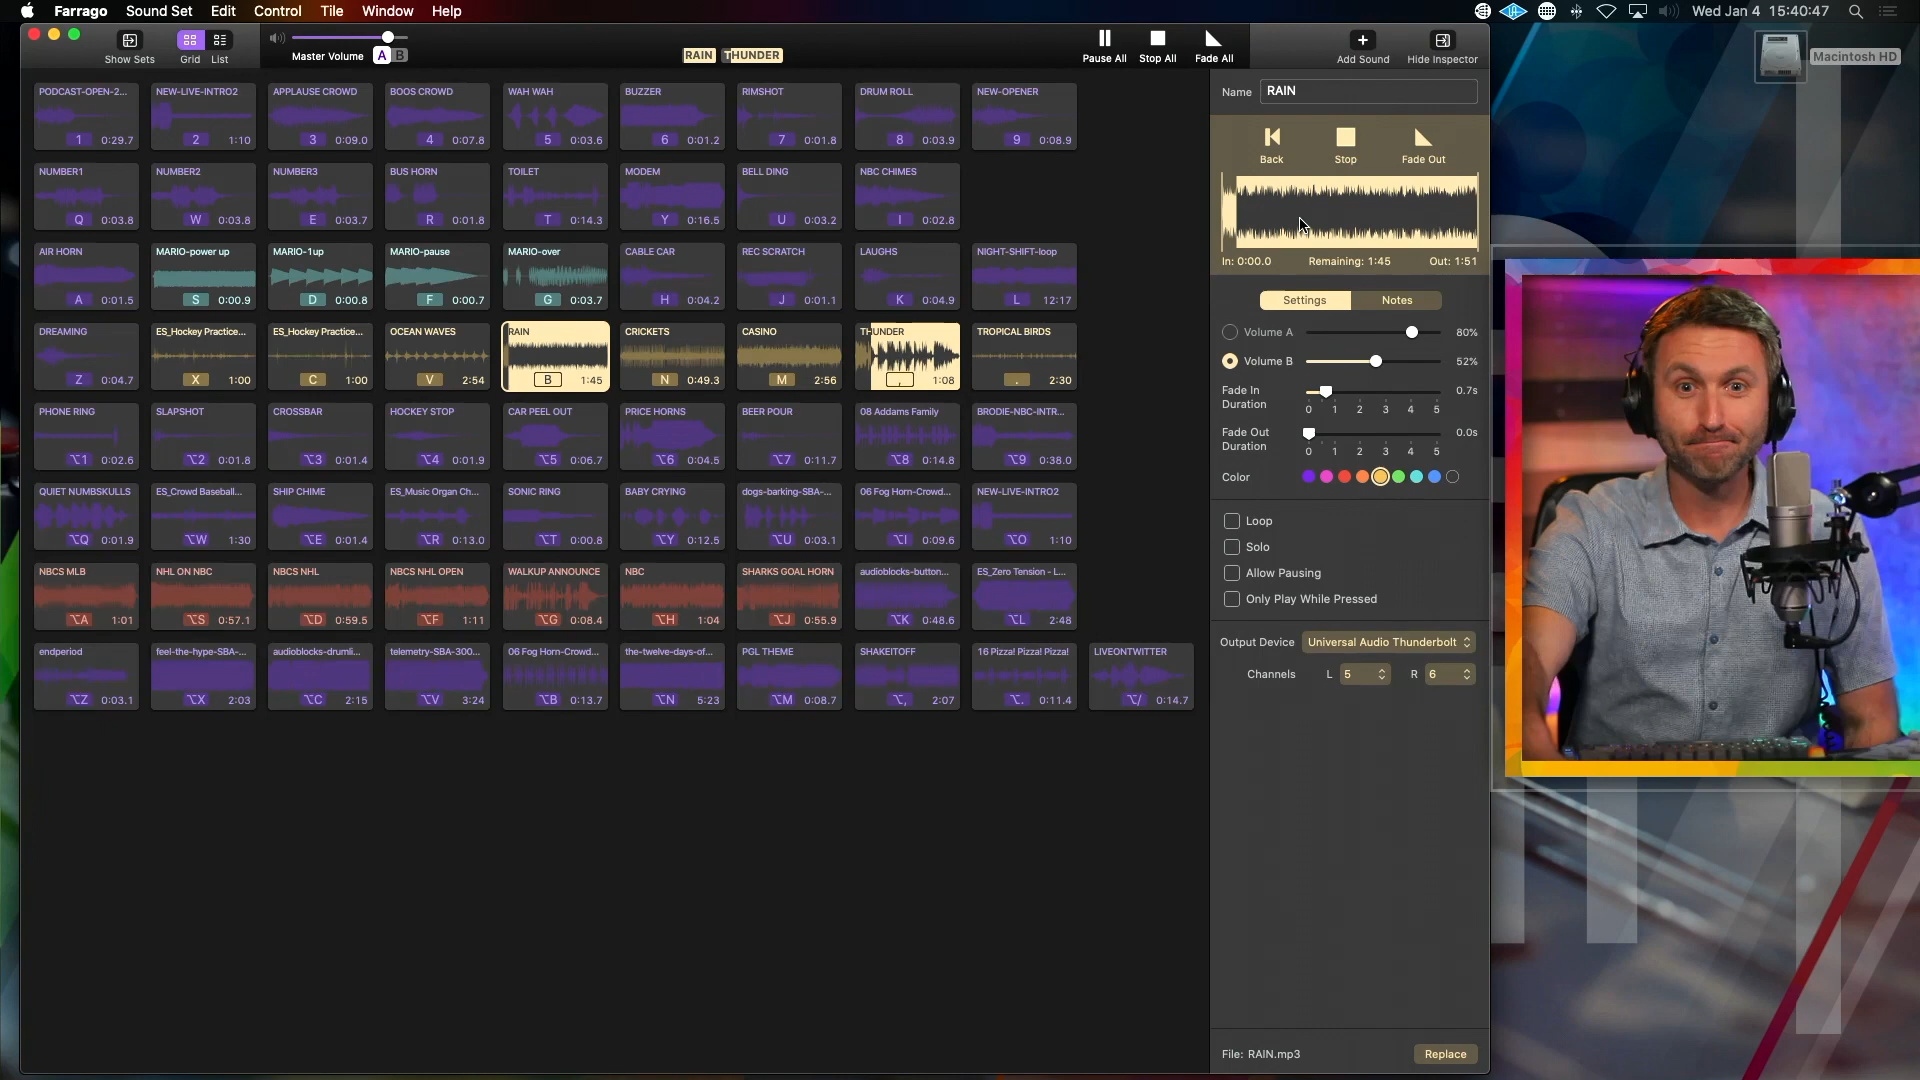 Farrago Sound Set Edit Control Tile Window Help Wed Jan 4 15:40:47
Macintosh HD
Show Sets Grid List Master Volume A B RAIN THUNDER Pause All Stop All Fade All Add Sound Hide Inspector
PODCAST-OPEN-2... NEW-LIVE-INTRO2 APPLAUSE CROWD BOOS CROWD WAH WAH BUZZER RIMSHOT DRUM ROLL NEW-OPENER
1 0:29.7 2 1:10 3 0:09.0 4 0:07.8 5 0:03.6 6 0:01.2 7 0:01.8 8 0:03.9 9 0:08.9
NUMBER1 NUMBER2 NUMBER3 BUS HORN TOILET MODEM BELL DING NBC CHIMES
Q 0:03.8 W 0:03.8 E 0:03.7 R 0:01.8 T 0:14.3 Y 0:16.5 U 0:03.2 I 0:02.8
AIR HORN MARIO-power up MARIO-1up MARIO-pause MARIO-over CABLE CAR REC SCRATCH LAUGHS NIGHT-SHIFT-loop
A 0:01.5 S 0:00.9 D 0:00.8 F 0:00.7 G 0:03.7 H 0:04.2 J 0:01.1 K 0:04.9 L 12:17
DREAMING ES_Hockey Practice... ES_Hockey Practice... OCEAN WAVES RAIN CRICKETS CASINO THUNDER TROPICAL BIRDS
Z 0:04.7 X 1:00 C 1:00 V 2:54 B 1:45 N 0:49.3 M 2:56 , 1:08 . 2:30
PHONE RING SLAPSHOT CROSSBAR HOCKEY STOP CAR PEEL OUT PRICE HORNS BEER POUR 08 Addams Family BRODIE-NBC-INTR...
⌥1 0:02.6 ⌥2 0:01.8 ⌥3 0:01.4 ⌥4 0:01.9 ⌥5 0:06.7 ⌥6 0:04.5 ⌥7 0:11.7 ⌥8 0:14.8 ⌥9 0:38.0
QUIET NUMBSKULLS ES_Crowd Baseball... SHIP CHIME ES_Music Organ Ch... SONIC RING BABY CRYING dogs-barking-SBA-... 06 Fog Horn-Crowd... NEW-LIVE-INTRO2
⌥Q 0:01.9 ⌥W 1:30 ⌥E 0:01.4 ⌥R 0:13.0 ⌥T 0:00.8 ⌥Y 0:12.5 ⌥U 0:03.1 ⌥I 0:09.6 ⌥O 1:10
NBCS MLB NHL ON NBC NBCS NHL NBCS NHL OPEN WALKUP ANNOUNCE NBC SHARKS GOAL HORN audioblocks-button... ES_Zero Tension - L...
⌥A 1:01 ⌥S 0:57.1 ⌥D 0:59.5 ⌥F 1:11 ⌥G 0:08.4 ⌥H 1:04 ⌥J 0:55.9 ⌥K 0:48.6 ⌥L 2:48
endperiod feel-the-hype-SBA-... audioblocks-drumli... telemetry-SBA-300... 06 Fog Horn-Crowd... the-twelve-days-of... PGL THEME SHAKEITOFF 16 Pizza! Pizza! Pizza! LIVEONTWITTER
⌥Z 0:03.1 ⌥X 2:03 ⌥C 2:15 ⌥V 3:24 ⌥B 0:13.7 ⌥N 5:23 ⌥M 0:08.7 ⌥, 2:07 ⌥. 0:11.4 ⌥/ 0:14.7
Name RAIN
Back Stop Fade Out
In: 0:00.0 Remaining: 1:45 Out: 1:51
Settings Notes
Volume A 80%
Volume B 52%
Fade In Duration 0.7s
0 1 2 3 4 5
Fade Out Duration 0.0s
0 1 2 3 4 5
Color
Loop
Solo
Allow Pausing
Only Play While Pressed
Output Device Universal Audio Thunderbolt
Channels L 5 R 6
File: RAIN.mp3 Replace